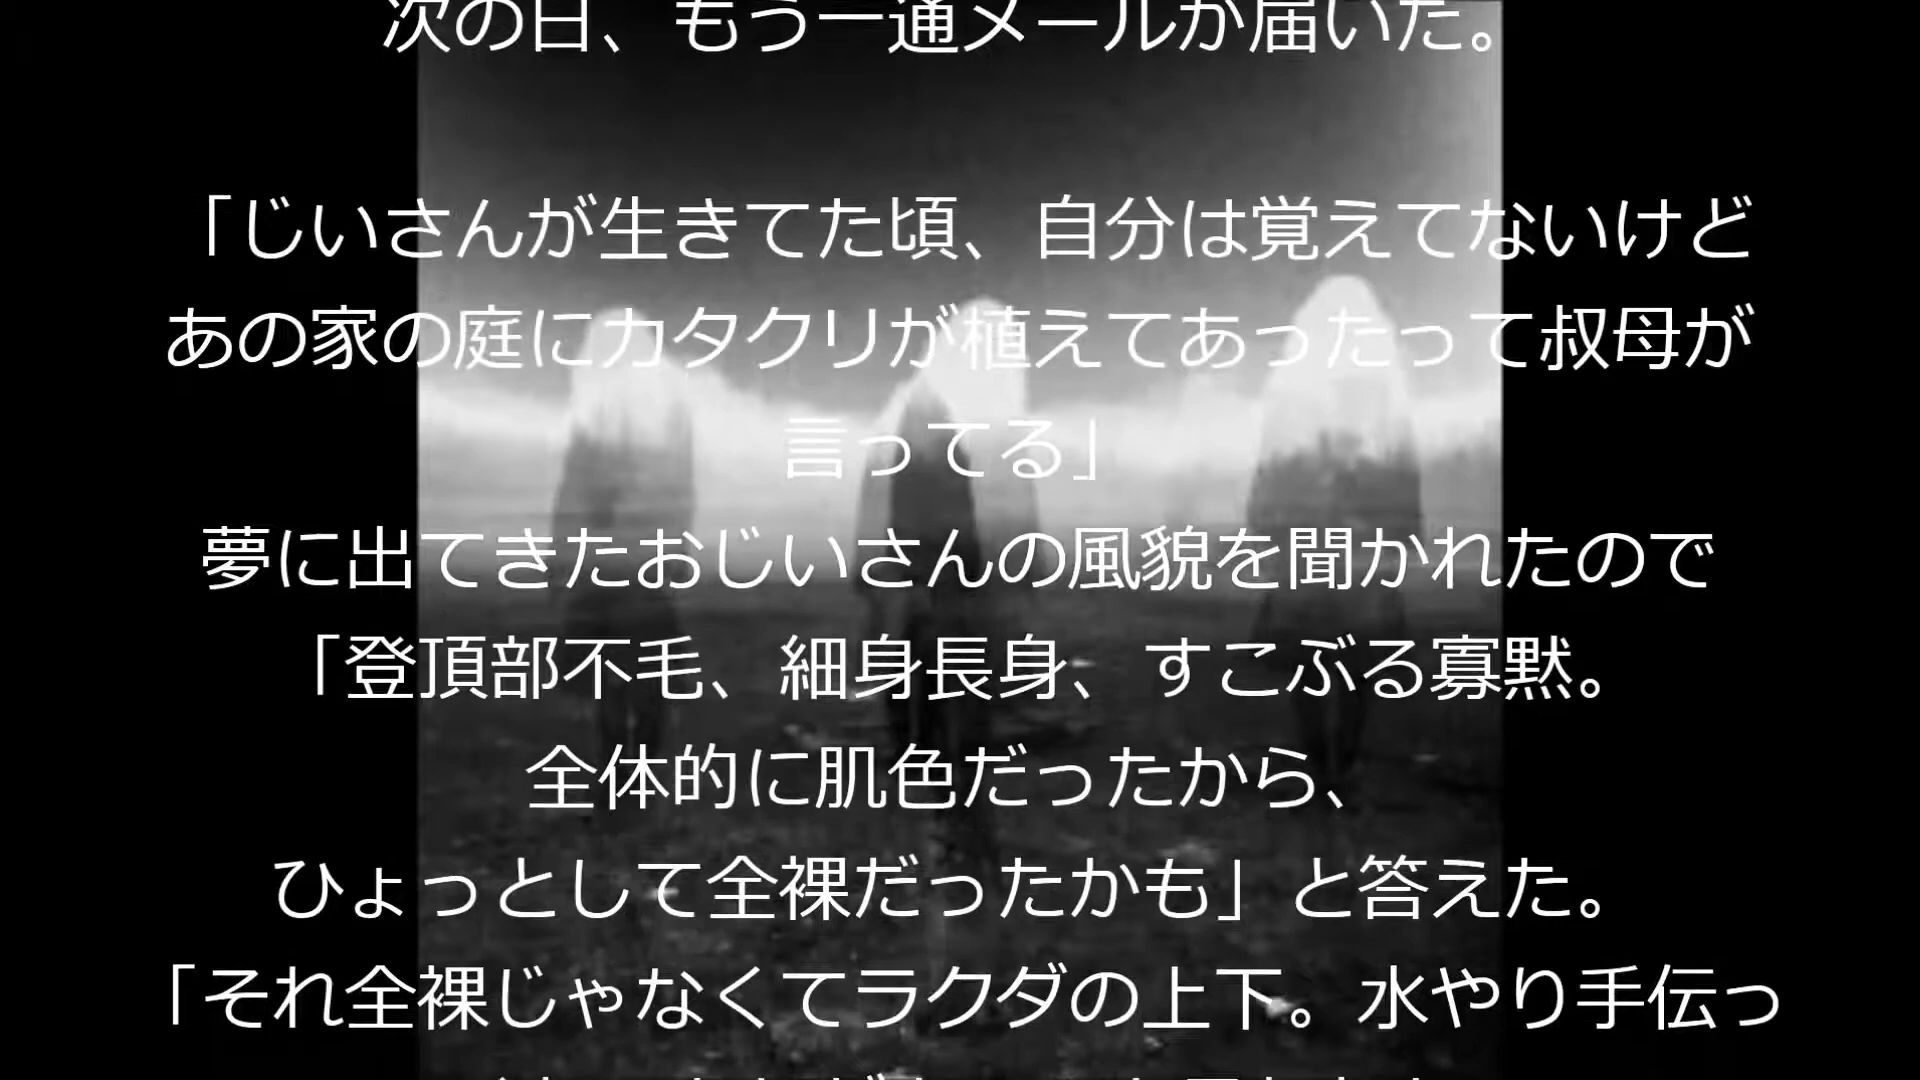 次の日、もう一通メールが届いた。
「じいさんが生きてた頃、自分は覚えてないけど
あの家の庭にカタクリが植えてあったって叔母が
言ってる」
夢に出てきたおじいさんの風貌を聞かれたので
「登頂部不毛、細身長身、すこぶる寡黙。
全体的に肌色だったから、
ひょっとして全裸だったかも」と答えた。
「それ全裸じゃなくてラクダの上下。水やり手伝っ